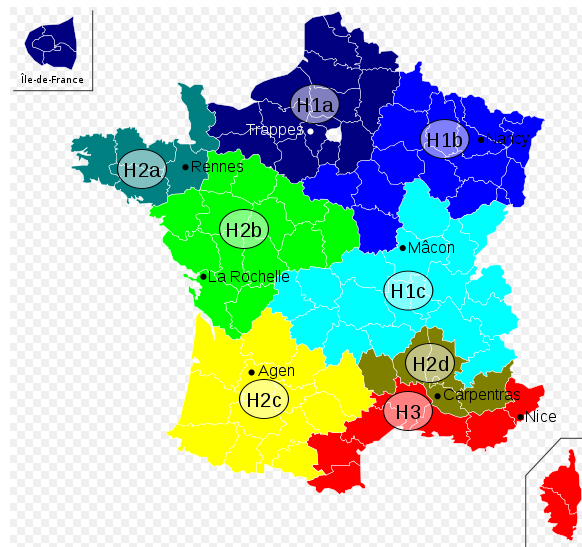 Île-de-France
H1a
Trappes
H1b
Nancy
H2a
Rennes
H2b
Mâcon
La Rochelle
H1c
H2d
Agen
Carpentras
H2c
H3
Nice